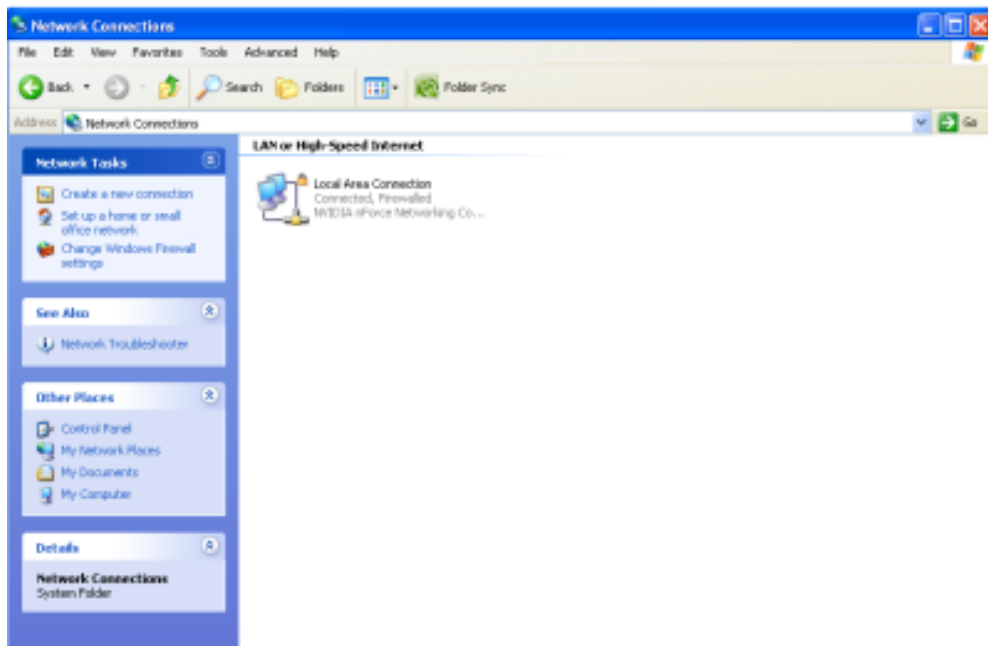 Network Connections
File Edit View Favorites Tools Advanced Help
Back Search Folders Folder Sync
Address Network Connections Go
Network Tasks
Create a new connection
Set up a home or small
office network
Change Windows Firewall
settings
See Also
Network Troubleshooter
Other Places
Control Panel
My Network Places
My Documents
My Computer
Details
Network Connections
System Folder
LAN or High-Speed Internet
Local Area Connection
Connected, Firewalled
NVIDIA nForce Networking Co...